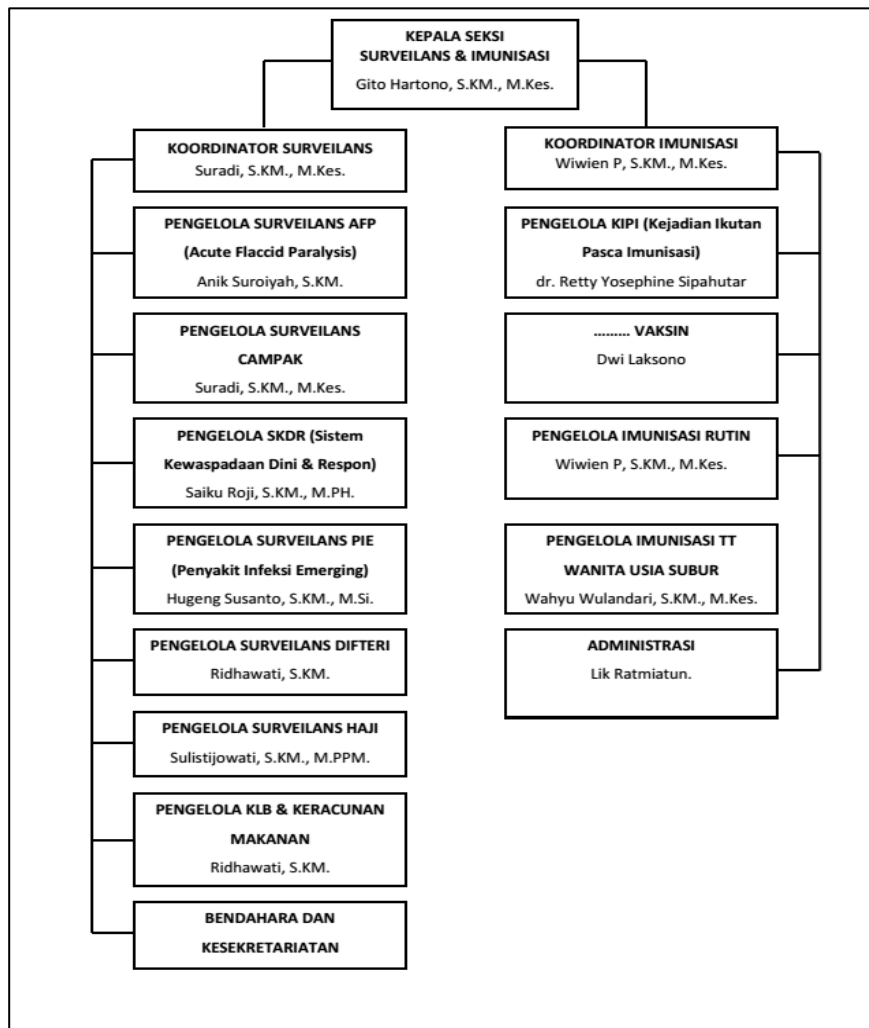 KEPALA SEKSI
SURVEILANS & IMUNISASI
Gito Hartono, S.KM., M.Kes.
KOORDINATOR SURVEILANS
Suradi, S.KM., M.Kes.
PENGELOLA SURVEILANS AFP
(Acute Flaccid Paralysis)
Anik Suroiyah, S.KM.
PENGELOLA SURVEILANS
CAMPAK
Suradi, S.KM., M.Kes.
PENGELOLA SKDR (Sistem
Kewaspadaan Dini & Respon)
Saiku Roji, S.KM., M.PH.
PENGELOLA SURVEILANS PIE
(Penyakit Infeksi Emerging)
Hugeng Susanto, S.KM., M.Si.
PENGELOLA SURVEILANS DIFTERI
Ridhawati, S.KM.
PENGELOLA SURVEILANS HAJI
Sulistijowati, S.KM., M.PPM.
PENGELOLA KLB & KERACUNAN
MAKANAN
Ridhawati, S.KM.
BENDAHARA DAN
KESEKRETARIATAN
KOORDINATOR IMUNISASI
Wiwien P, S.KM., M.Kes.
PENGELOLA KIPI (Kejadian Ikutan
Pasca Imunisasi)
dr. Retty Yosephine Sipahutar
......... VAKSIN
Dwi Laksono
PENGELOLA IMUNISASI RUTIN
Wiwien P, S.KM., M.Kes.
PENGELOLA IMUNISASI TT
WANITA USIA SUBUR
Wahyu Wulandari, S.KM., M.Kes.
ADMINISTRASI
Lik Ratmiatun.